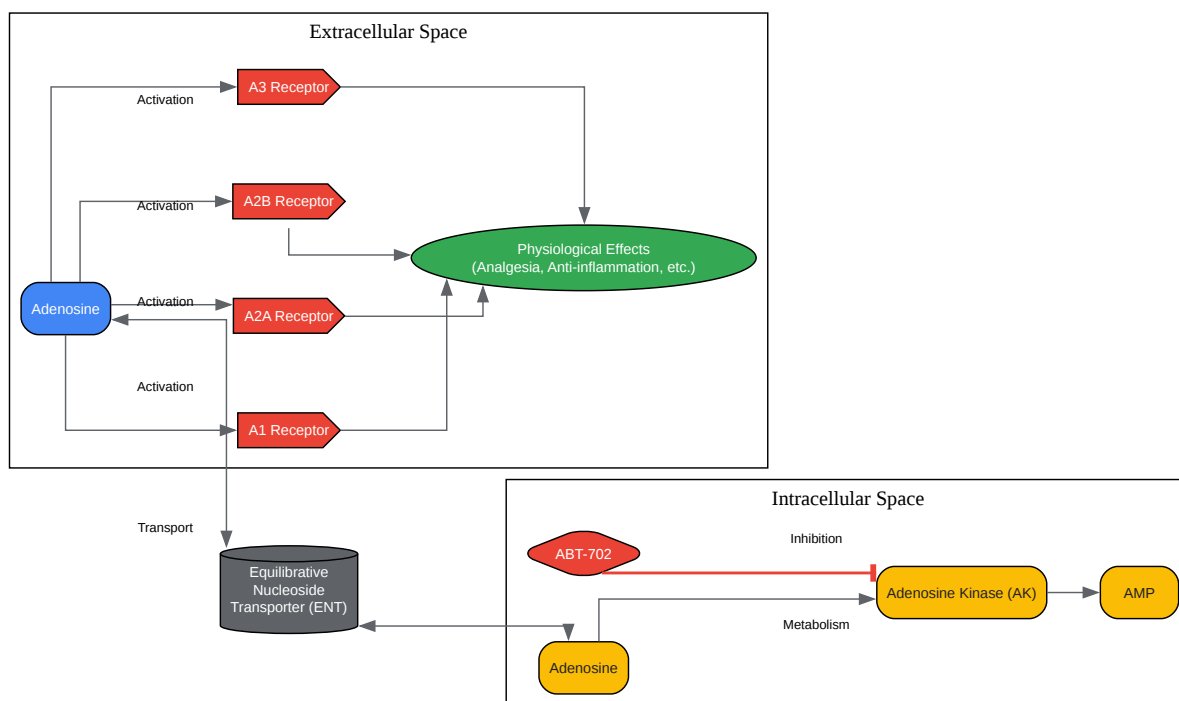 Extracellular Space
A3 Receptor
Activation
A2B Receptor
Activation
Physiological Effects
(Analgesia, Anti-inflammation, etc.)
Adenosine
Activation
A2A Receptor
Activation
A1 Receptor
Intracellular Space
Transport
Inhibition
ABT-702
Equilibrative
Nucleoside
Transporter (ENT)
Adenosine Kinase (AK)
AMP
Metabolism
Adenosine